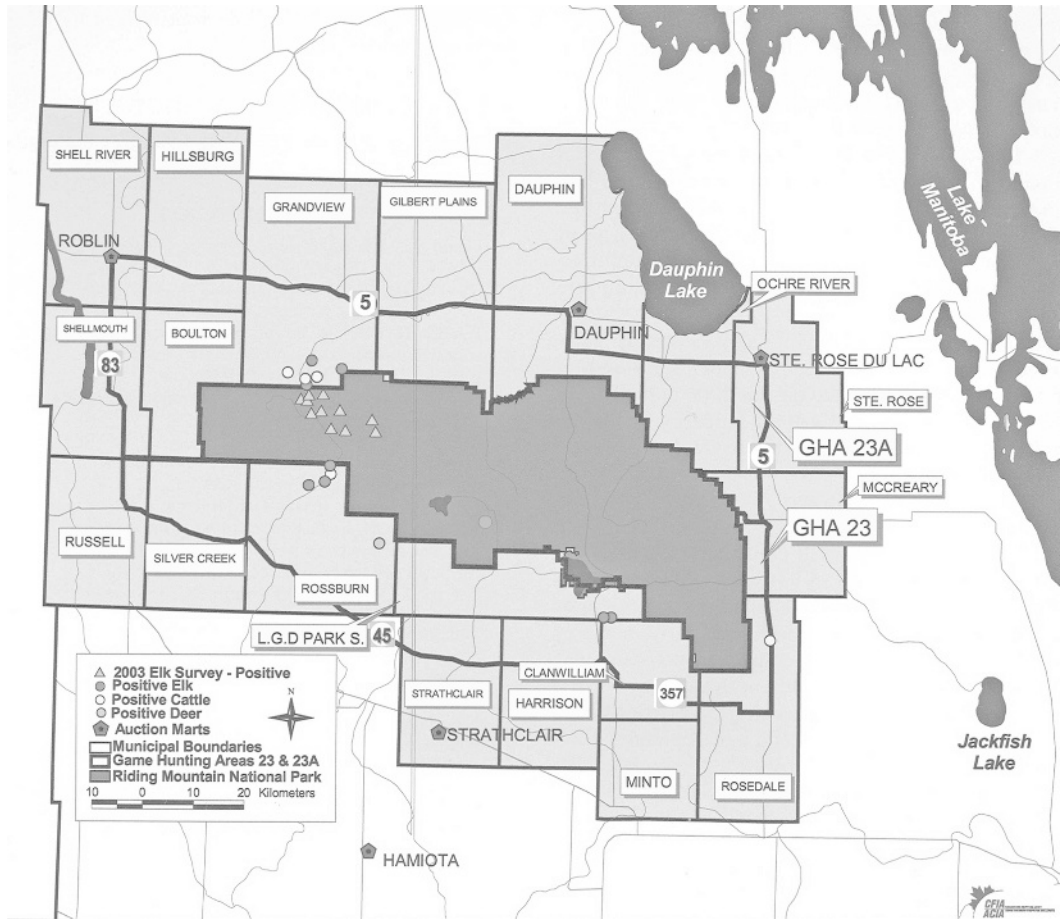 SHELL RIVER
HILLSBURG
GRANDVIEW
GILBERT PLAINS
DAUPHIN
Lake-
Manitoba
ROBLIN
Dauphin
Lake
OCHRE RIVER
5
DAUPHIN
SHELLMOUTH
BOULTON
83
STE. ROSE DU LAC
STE. ROSE
GHA 23A
5
MCCREARY
GHA 23
RUSSELL
SILVER CREEK
ROSSBURN
L.G.D PARK S.
45
CLANWILLIAM
357
STRATHCLAIR
HARRISON
STRATHCLAIR
MINTO
ROSEDALE
Jackfish
Lake
2003 Elk Survey - Positive
Positive Elk
Positive Cattle
Positive Deer
Auction Marts
N
Municipal Boundaries
Game Hunting Areas 23 & 23A
Riding Mountain National Park
10 0 10 20 Kilometers
HAMIOTA
CFIA
ACIA